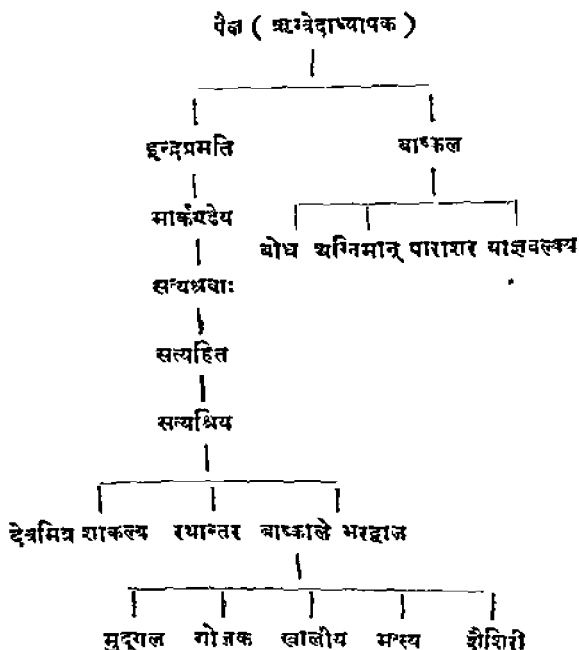 पैल ( ऋग्वेदाध्यापक )
इन्द्रप्रमति बाष्कल
मार्कण्डेय
बोध अग्निमान् पाराशर याज्ञवल्क्य
सत्यश्रवाः
सत्यहित
सत्यश्रिय
देवमित्र शाकल्य रथान्तर बाष्कलि भरद्वाज
मुद्गल गोलक खालीय मत्स्य शैशिरी